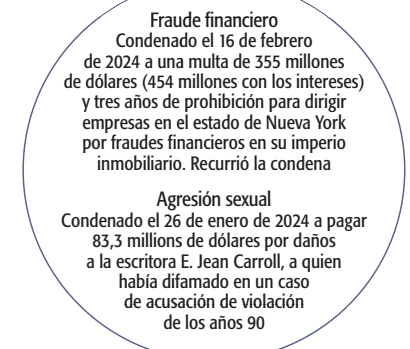 Fraude financiero
Condenado el 16 de febrero
de 2024 a una multa de 355 millones
de dólares (454 millones con los intereses)
y tres años de prohibición para dirigir
empresas en el estado de Nueva York
por fraudes financieros en su imperio
inmobiliario. Recurrió la condena
Agresión sexual
Condenado el 26 de enero de 2024 a pagar
83,3 millions de dólares por daños
a la escritora E. Jean Carroll, a quien
había difamado en un caso
de acusación de violación
de los años 90